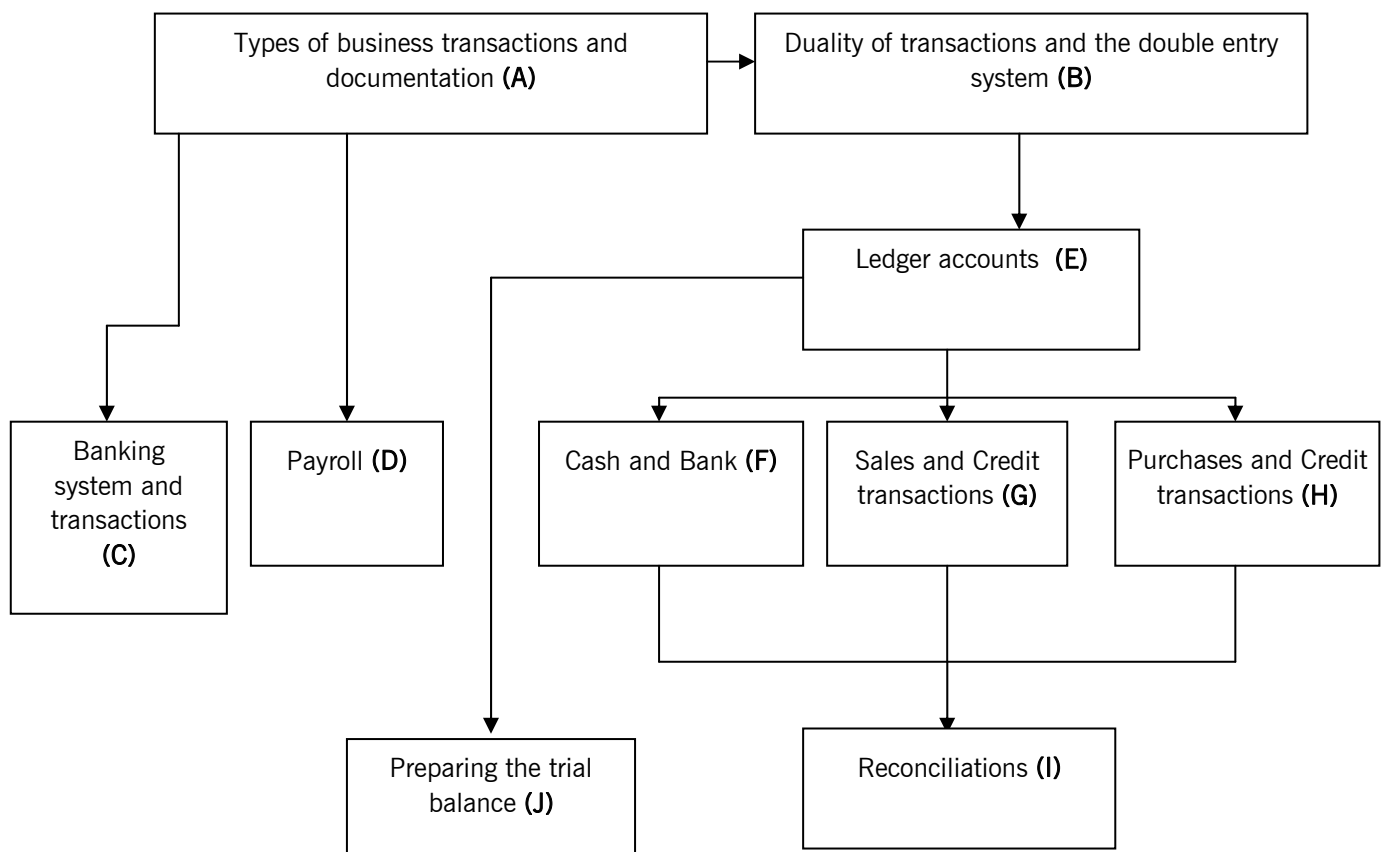 Types of business transactions and
documentation (A)
Duality of transactions and the double entry
system (B)
Ledger accounts (E)
Banking
system and
transactions
(C)
Payroll (D)
Cash and Bank (F)
Sales and Credit
transactions (G)
Purchases and Credit
transactions (H)
Preparing the trial
balance (J)
Reconciliations (I)